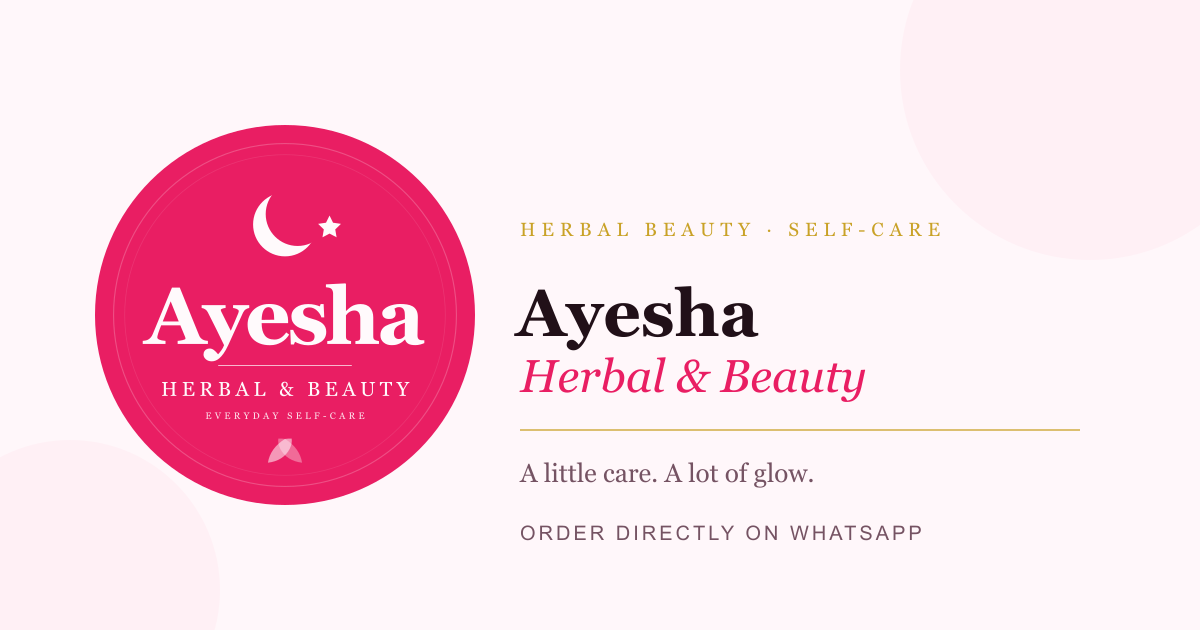 Ayesha
HERBAL & BEAUTY
EVERYDAY SELF-CARE
HERBAL BEAUTY · SELF-CARE
Ayesha
Herbal & Beauty
A little care. A lot of glow.
ORDER DIRECTLY ON WHATSAPP